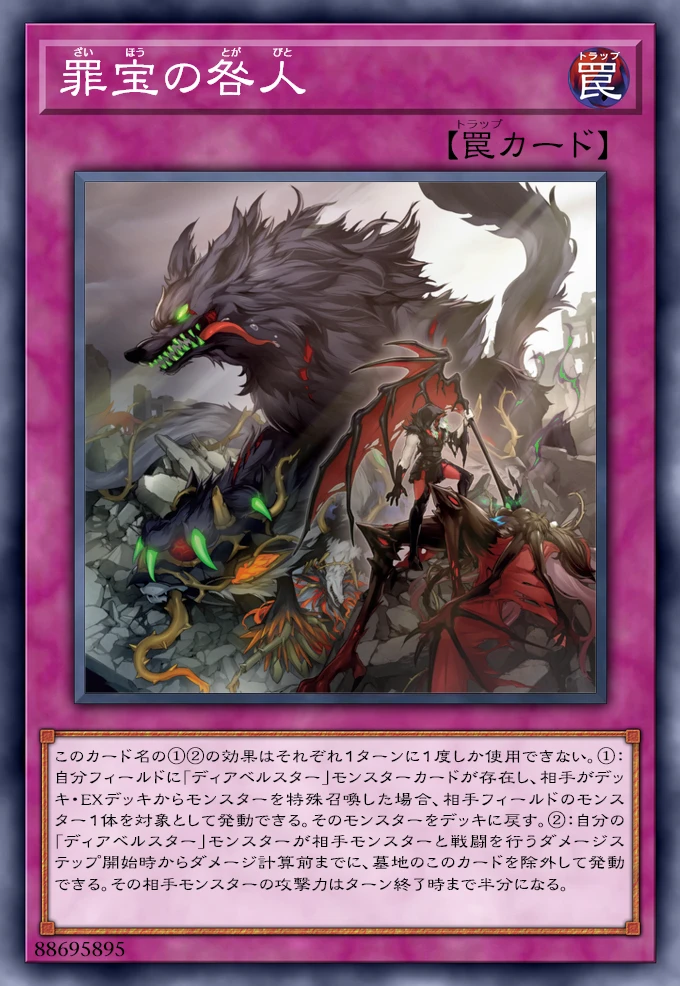 ざい ほう とが びと
罪宝の咎人
トラップ
罠
トラップ
【罠カード】
このカード名の①②の効果はそれぞれ1ターンに1度しか使用できない。①:
自分フィールドに「ディアベルスター」モンスターカードが存在し、相手がデッ
キ・EXデッキからモンスターを特殊召喚した場合、相手フィールドのモンス
ター1体を対象として発動できる。そのモンスターをデッキに戻す。②:自分の
「ディアベルスター」モンスターが相手モンスターと戦闘を行うダメージス
テップ開始時からダメージ計算前までに、墓地のこのカードを除外して発動
できる。その相手モンスターの攻撃力はターン終了時まで半分になる。
88695895